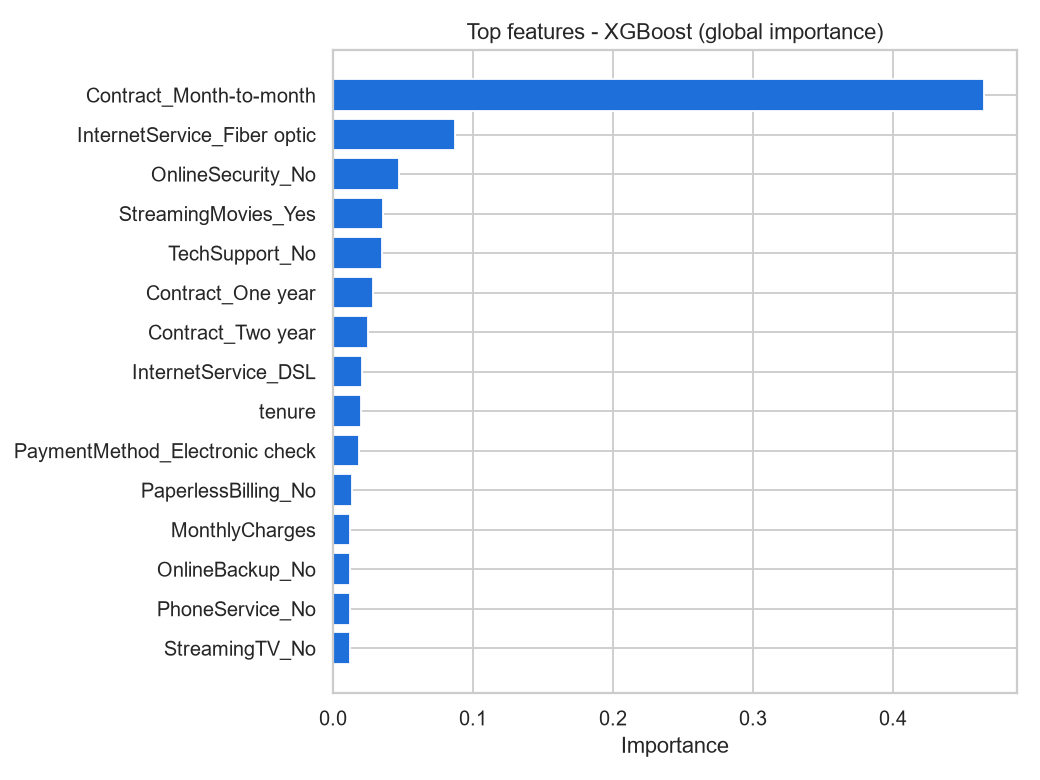 Top features - XGBoost (global importance)
Contract_Month-to-month
InternetService_Fiber optic
OnlineSecurity_No
StreamingMovies_Yes
TechSupport_No
Contract_One year
Contract_Two year
InternetService_DSL
tenure
PaymentMethod_Electronic check
PaperlessBilling_No
MonthlyCharges
OnlineBackup_No
PhoneService_No
StreamingTV_No
0.0 0.1 0.2 0.3 0.4
Importance